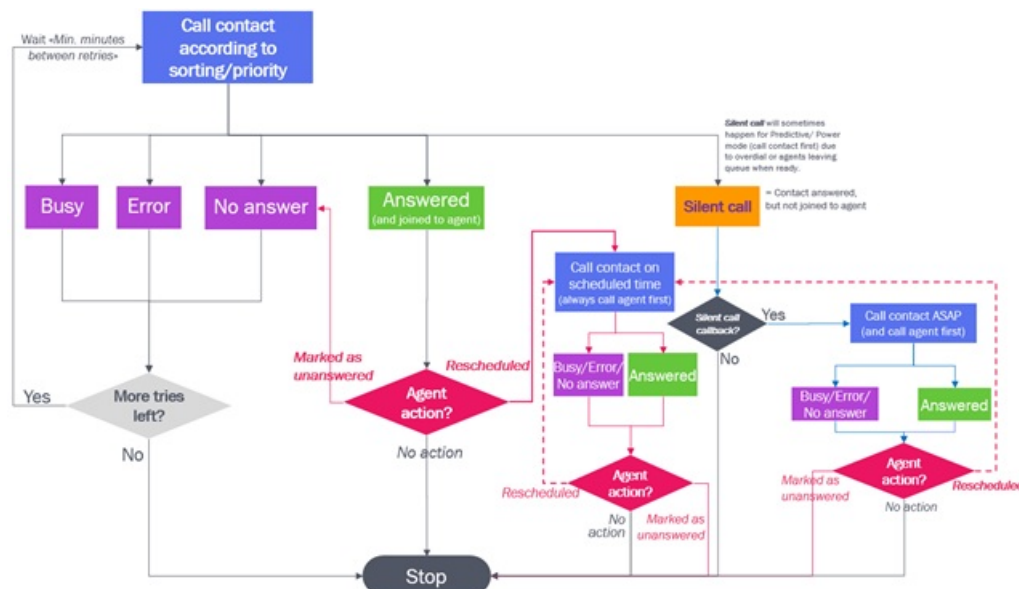 Call contact
according to
sorting/priority
Wait «Min. minutes
between retries»
Silent call will sometimes
happen for Predictive/ Power
mode (call contact first) due
to overdial or agents leaving
queue when ready.
Busy
Error
No answer
Answered
(and joined to agent)
Silent call
= Contact answered,
but not joined to agent
Call contact on
scheduled time
(always call agent first)
Silent call
callback?
Yes
No
Call contact ASAP
(and call agent first)
Marked as
unanswered
Rescheduled
Busy/Error/
No answer
Answered
Busy/Error/
No answer
Answered
Yes
More tries
left?
No
Agent
action?
No action
Rescheduled
Agent
action?
No
action
Marked as
unanswered
Marked as
unanswered
Agent
action?
Rescheduled
No action
Stop